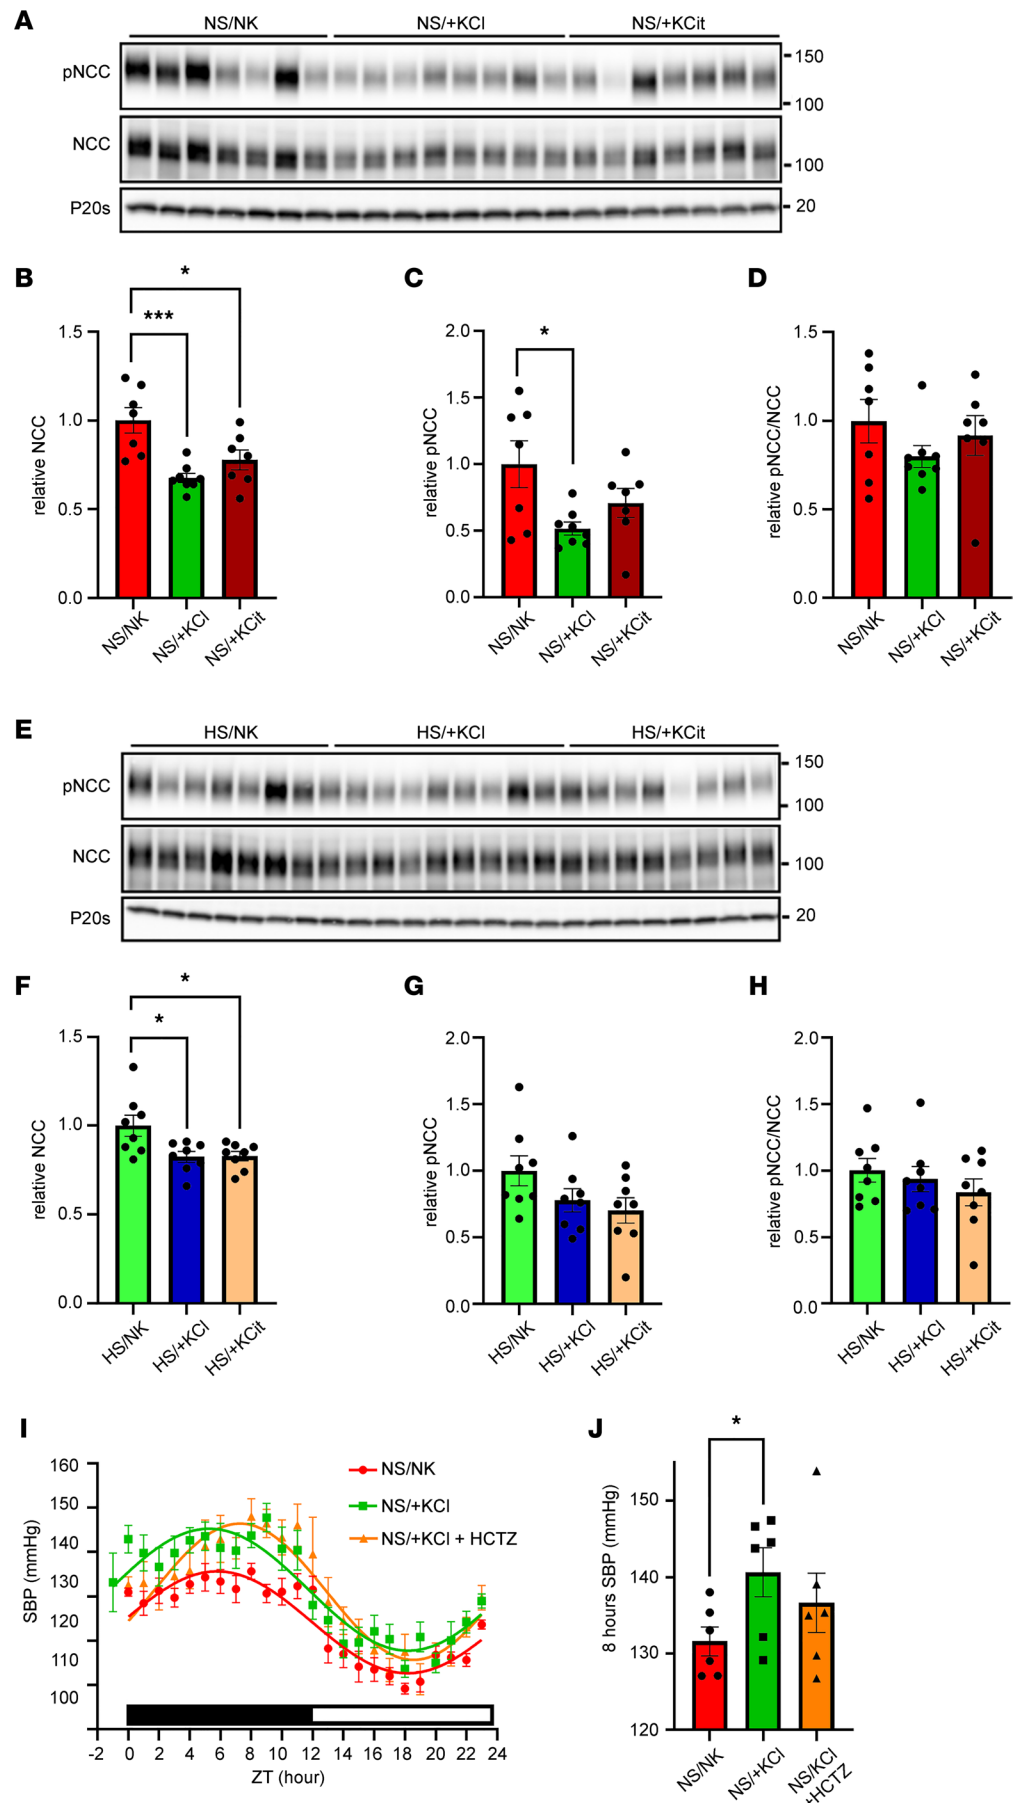 A
NS/NK NS/+KCl NS/+KCit
pNCC 150
100
NCC 100
P20s 20
B C D
*
***
1.5
1.0
0.5
0.0
relative NCC
NS/NK NS/+KCl NS/+KCit
*
2.0
1.5
1.0
0.5
0.0
relative pNCC
NS/NK NS/+KCl NS/+KCit
1.5
1.0
0.5
0.0
relative pNCC/NCC
NS/NK NS/+KCl NS/+KCit
E
HS/NK HS/+KCl HS/+KCit
pNCC 150
100
NCC 100
P20s 20
F G H
*
*
1.5
1.0
0.5
0.0
relative NCC
HS/NK HS/+KCl HS/+KCit
2.0
1.5
1.0
0.5
0.0
relative pNCC
HS/NK HS/+KCl HS/+KCit
2.0
1.5
1.0
0.5
0.0
relative pNCC/NCC
HS/NK HS/+KCl HS/+KCit
I J
160
150
140
130
120
110
100
SBP (mmHg)
NS/NK
NS/+KCl
NS/+KCl + HCTZ
-2 0 2 4 6 8 10 12 14 16 18 20 22 24
ZT (hour)
*
150
140
130
120
8 hours SBP (mmHg)
NS/NK NS/+KCl NS/KCl
+HCTZ